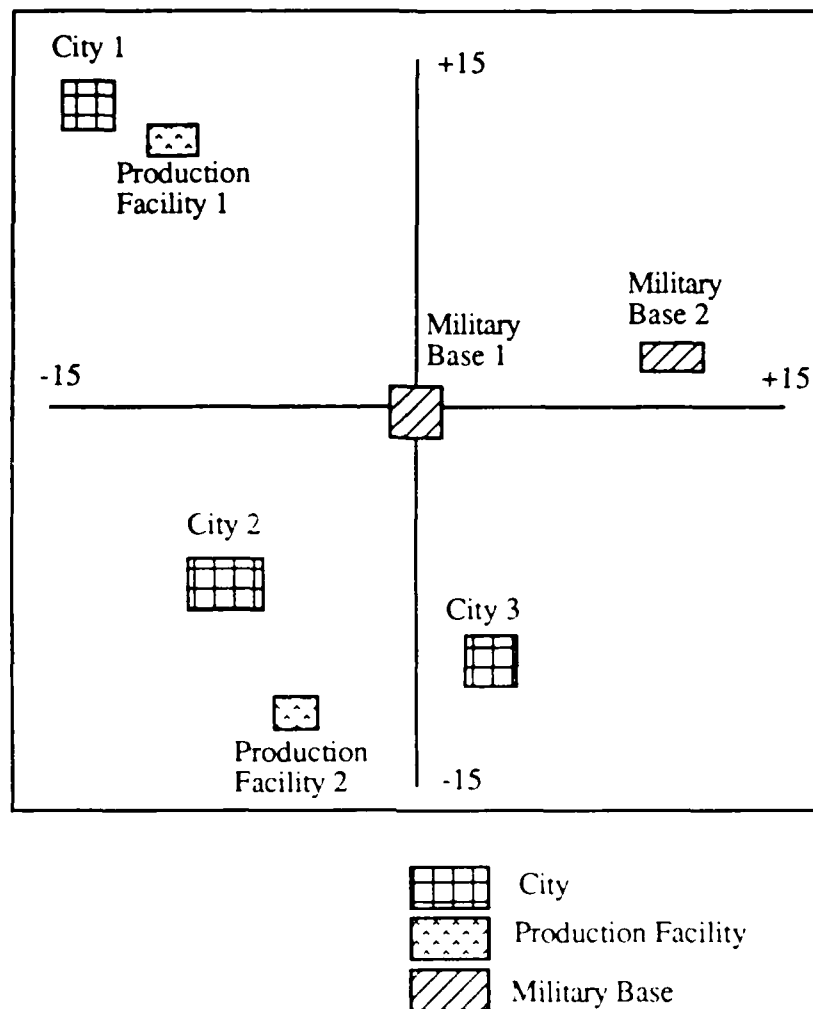 City 1
+15
Production
Facility 1
Military
Base 2
Military
Base 1
-15
+15
City 2
City 3
Production
Facility 2
-15
City
Production Facility
Military Base